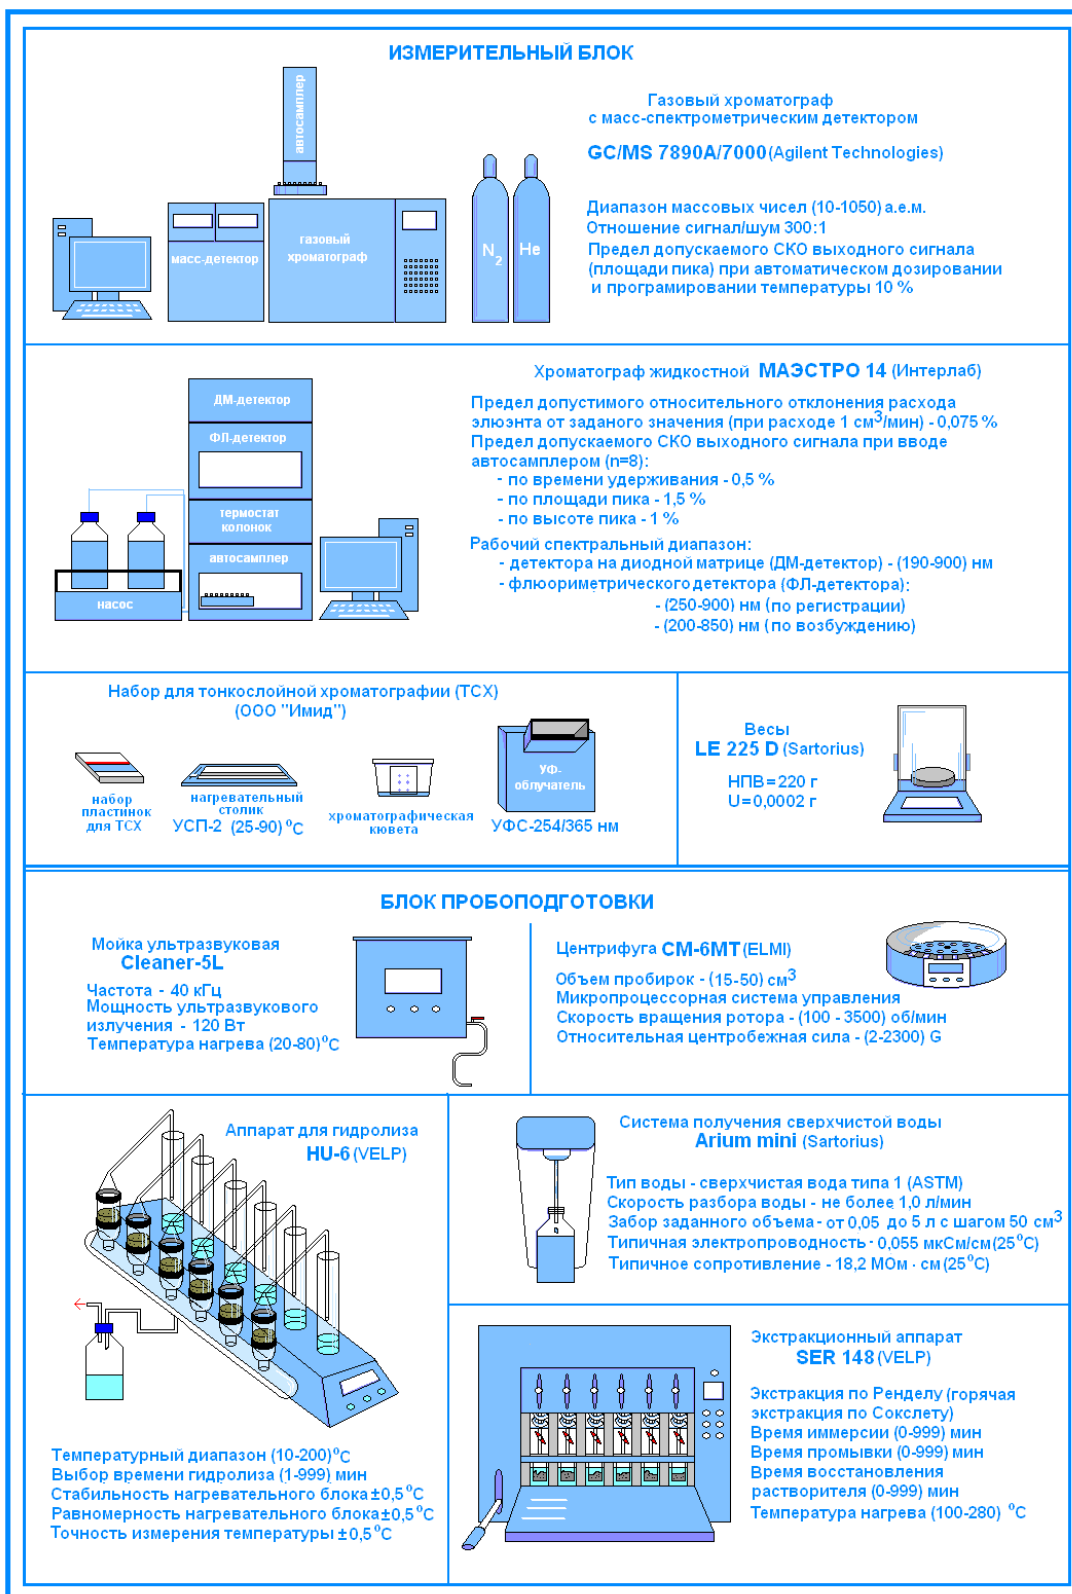 ИЗМЕРИТЕЛЬНЫЙ БЛОК
автосамплер
масс-детектор
газовый
хроматограф
N2
He
Газовый хроматограф
с масс-спектрометрическим детектором
GC/MS 7890A/7000 (Agilent Technologies)
Диапазон массовых чисел (10-1050) а.е.м.
Отношение сигнал/шум 300:1
Предел допускаемого СКО выходного сигнала
(площади пика) при автоматическом дозировании
и програмировании температуры 10 %
ДМ-детектор
ФЛ-детектор
термостат
колонок
автосамплер
насос
Хроматограф жидкостной МАЭСТРО 14 (Интерлаб)
Предел допустимого относительного отклонения расхода
элюэнта от заданого значения (при расходе 1 см3/мин) - 0,075 %
Предел допускаемого СКО выходного сигнала при вводе
автосамплером (n=8):
- по времени удерживания - 0,5 %
- по площади пика - 1,5 %
- по высоте пика - 1 %
Рабочий спектральный диапазон:
- детектора на диодной матрице (ДМ-детектор) - (190-900) нм
- флюориметрического детектора (ФЛ-детектора):
- (250-900) нм (по регистрации)
- (200-850) нм (по возбуждению)
Набор для тонкослойной хроматографии (ТСХ)
(ООО "Имид")
набор
пластинок
для ТСХ
нагревательный
столик
УСП-2 (25-90) °С
хроматографическая
кювета
УФ-
облучатель
УФС-254/365 нм
Весы
LE 225 D (Sartorius)
НПВ = 220 г
U = 0,0002 г
БЛОК ПРОБОПОДГОТОВКИ
Мойка ультразвуковая
Cleaner-5L
Частота - 40 кГц
Мощность ультразвукового
излучения - 120 Вт
Температура нагрева (20-80)°С
Центрифуга CM-6MT (ELMI)
Объем пробирок - (15-50) см3
Микропроцессорная система управления
Скорость вращения ротора - (100 - 3500) об/мин
Относительная центробежная сила - (2-2300) G
Аппарат для гидролиза
HU-6 (VELP)
Температурный диапазон (10-200)°С
Выбор времени гидролиза (1-999) мин
Стабильность нагревательного блока ±0,5 °С
Равномерность нагревательного блока ±0,5 °С
Точность измерения температуры ±0,5 °С
Система получения сверхчистой воды
Arium mini (Sartorius)
Тип воды - сверхчистая вода типа 1 (ASTM)
Скорость разбора воды - не более 1,0 л/мин
Забор заданного объема - от 0,05 до 5 л с шагом 50 см3
Типичная электропроводность - 0,055 мкСм/см (25°С)
Типичное сопротивление - 18,2 МОм · см (25°С)
Экстракционный аппарат
SER 148 (VELP)
Экстракция по Ренделу (горячая
экстракция по Сокслету)
Время иммерсии (0-999) мин
Время промывки (0-999) мин
Время восстановления
растворителя (0-999) мин
Температура нагрева (100-280) °С